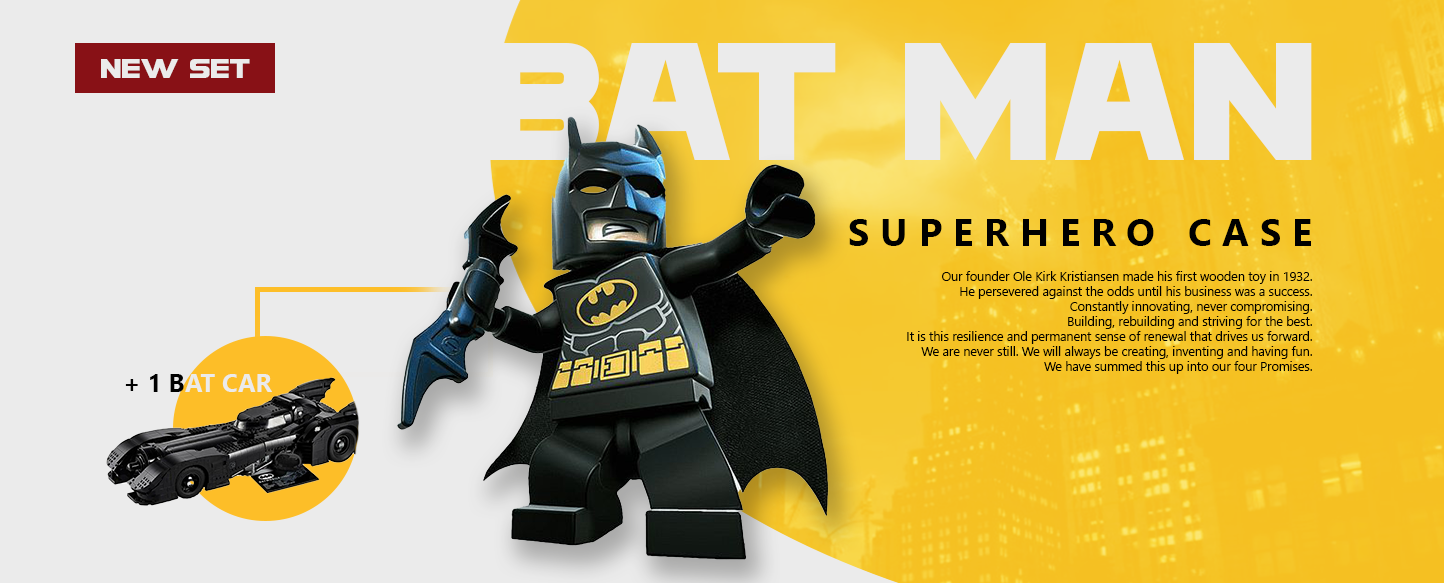 NEW SET
BAT MAN
SUPERHERO CASE
Our founder Ole Kirk Kristiansen made his first wooden toy in 1932.
He persevered against the odds until his business was a success.
Constantly innovating, never compromising.
Building, rebuilding and striving for the best.
It is this resilience and permanent sense of renewal that drives us forward.
We are never still. We will always be creating, inventing and having fun.
We have summed this up into our four Promises.
+ 1 BAT CAR